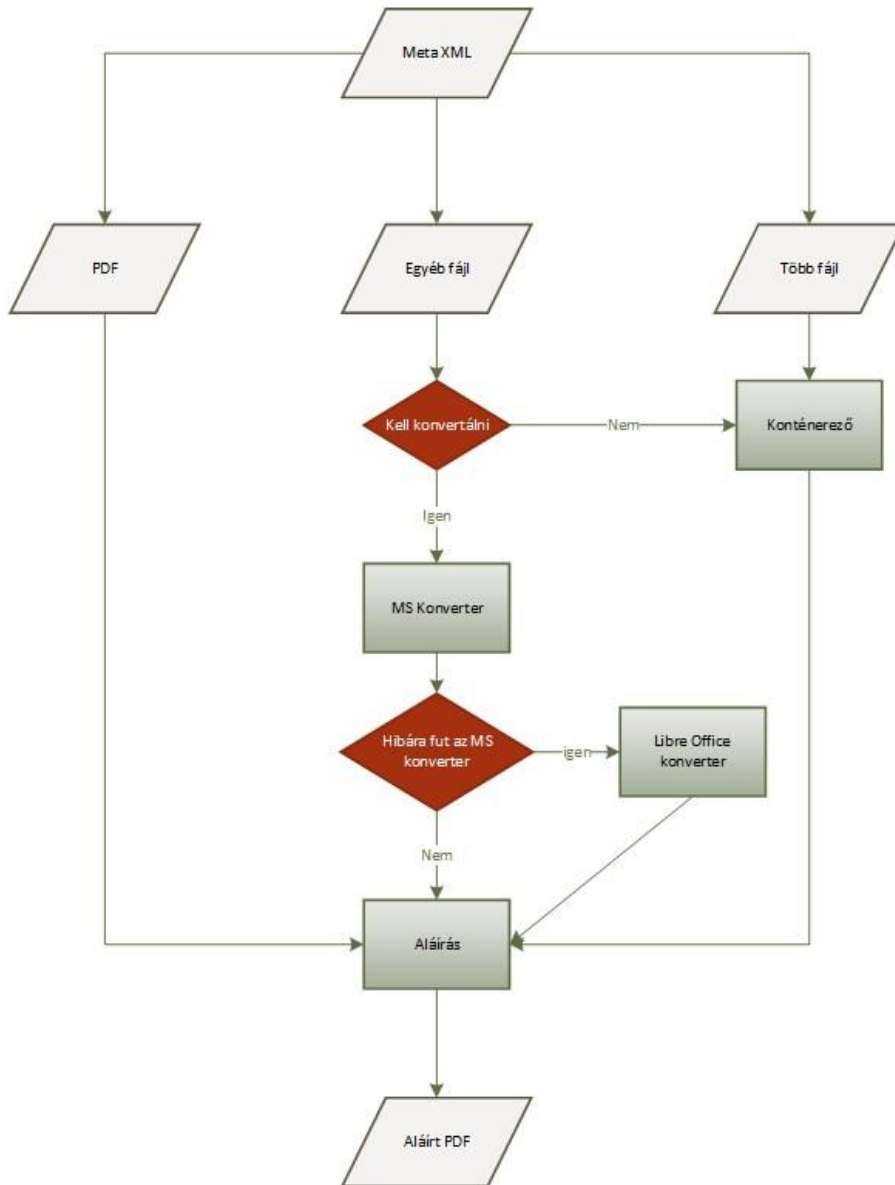 Meta XML
PDF
Egyéb fájl
Több fájl
Kell konvertálni
Nem
Konténerező
Igen
MS Konverter
Hibára fut az MS
konverter
igen
Libre Office
konverter
Nem
Aláírás
Aláírt PDF